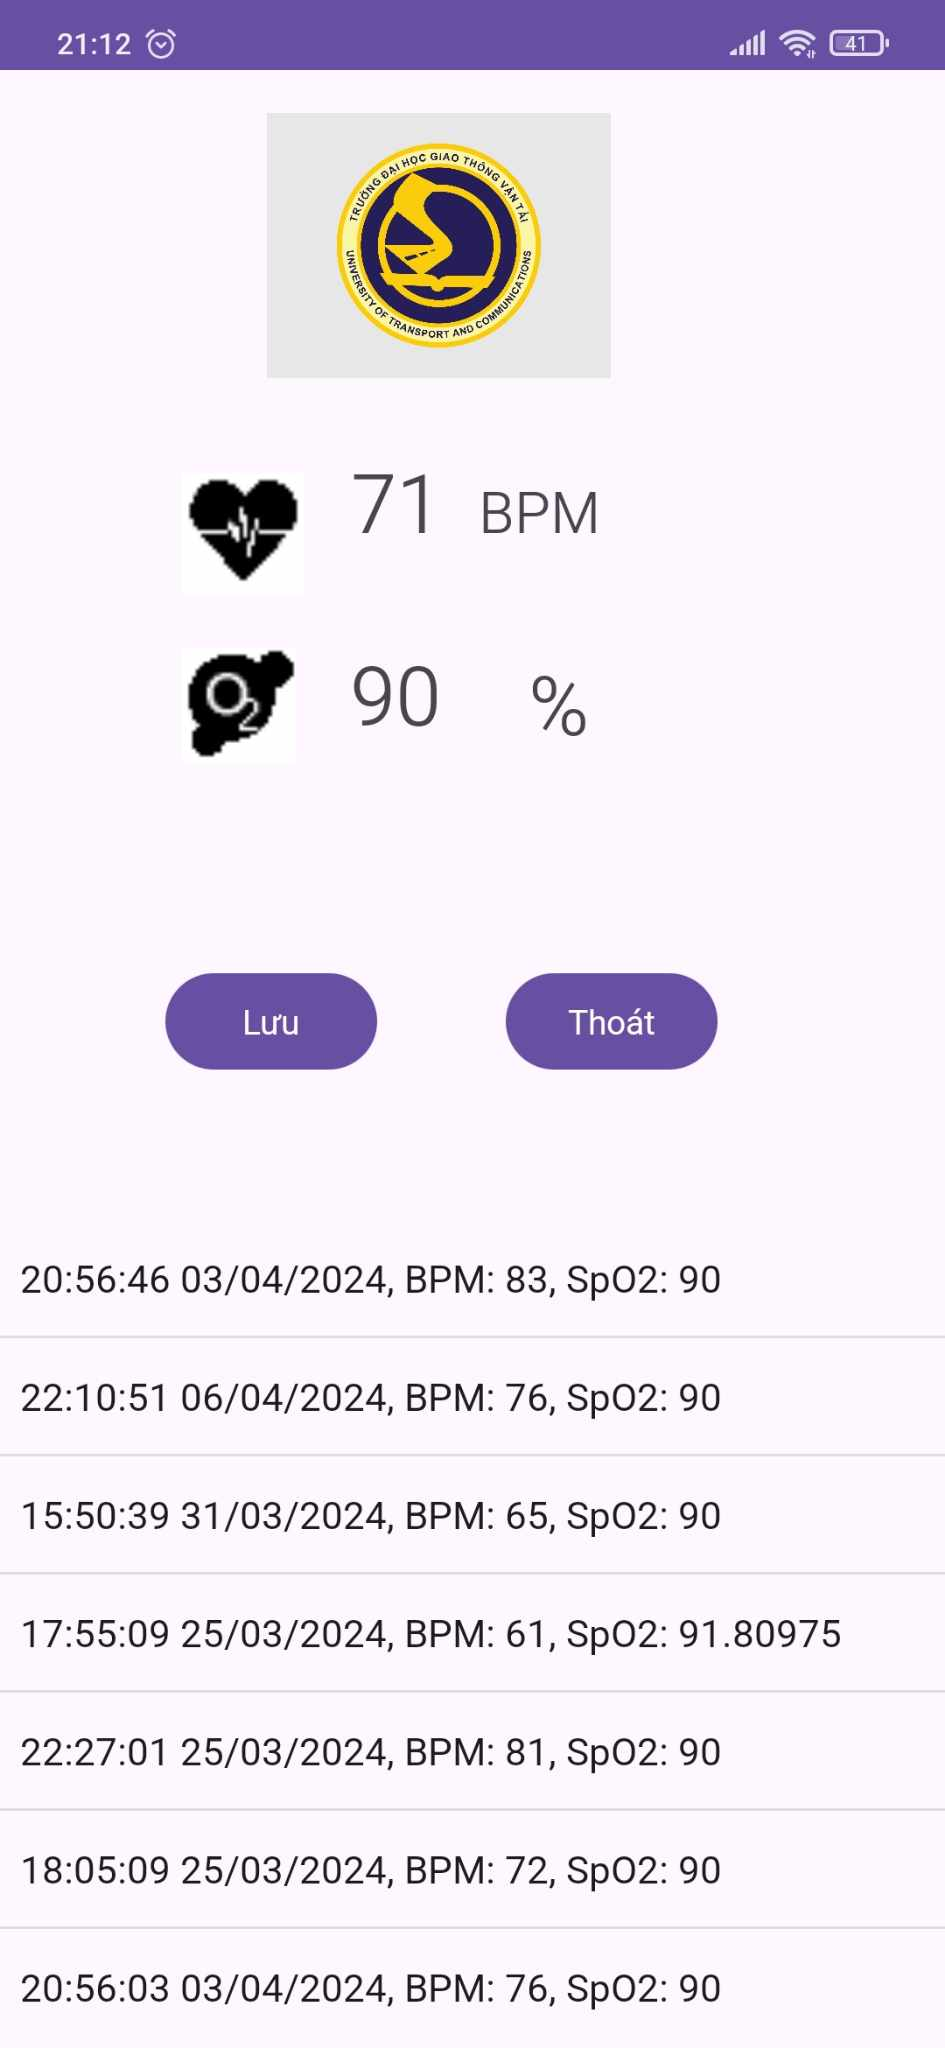 21:12
41
TRƯỜNG ĐẠI HỌC GIAO THÔNG VẬN TẢI
UNIVERSITY OF TRANSPORT AND COMMUNICATIONS
71 BPM
O2
90 %
Lưu
Thoát
20:56:46 03/04/2024, BPM: 83, SpO2: 90
22:10:51 06/04/2024, BPM: 76, SpO2: 90
15:50:39 31/03/2024, BPM: 65, SpO2: 90
17:55:09 25/03/2024, BPM: 61, SpO2: 91.80975
22:27:01 25/03/2024, BPM: 81, SpO2: 90
18:05:09 25/03/2024, BPM: 72, SpO2: 90
20:56:03 03/04/2024, BPM: 76, SpO2: 90